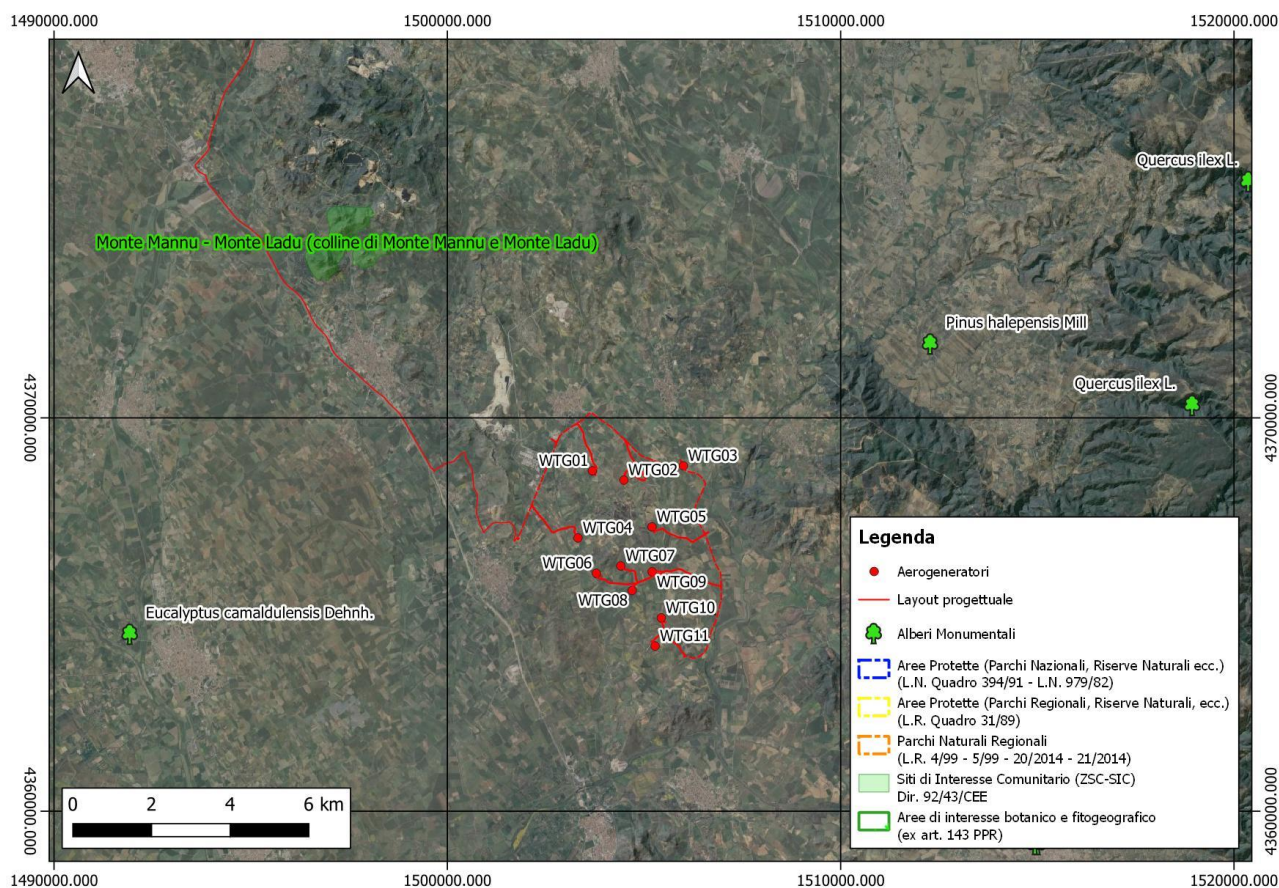 1490000.000
1500000.000
1510000.000
1520000.000
Quercus ilex L.
Monte Mannu - Monte Ladu (colline di Monte Mannu e Monte Ladu)
Pinus halepensis Mill
Quercus ilex L.
4370000.000
4370000.000
WTG01
WTG02
WTG03
WTG04
WTG05
WTG06
WTG07
WTG08
WTG09
WTG10
WTG11
Eucalyptus camaldulensis Dehnh.
Legenda
Aerogeneratori
Layout progettuale
Alberi Monumentali
Aree Protette (Parchi Nazionali, Riserve Naturali ecc.)
(L.N. Quadro 394/91 - L.N. 979/82)
Aree Protette (Parchi Regionali, Riserve Naturali, ecc.)
(L.R. Quadro 31/89)
Parchi Naturali Regionali
(L.R. 4/99 - 5/99 - 20/2014 - 21/2014)
Siti di Interesse Comunitario (ZSC-SIC)
Dir. 92/43/CEE
Aree di interesse botanico e fitogeografico
(ex art. 143 PPR)
0 2 4 6 km
4360000.000
4360000.000
1490000.000
1500000.000
1510000.000
1520000.000